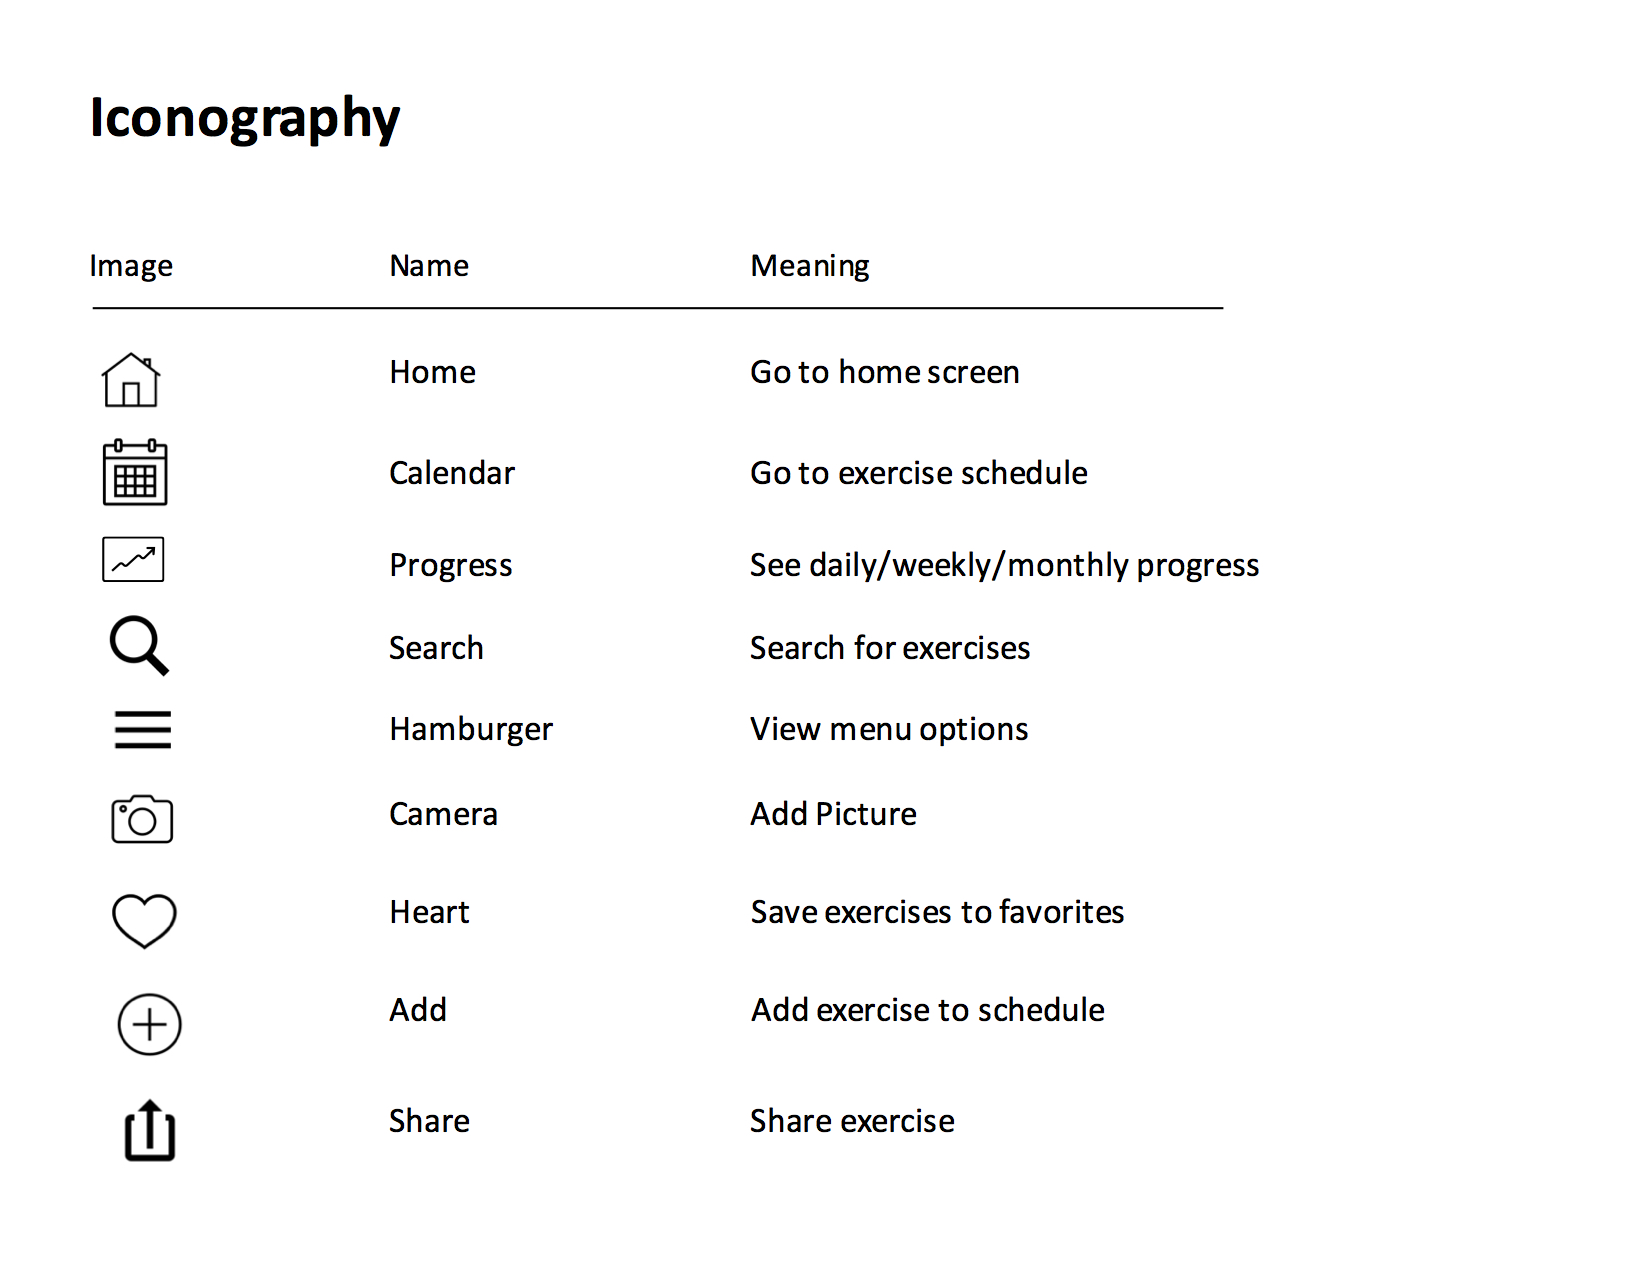 Iconography
Image Name Meaning
Home Go to home screen
Calendar Go to exercise schedule
Progress See daily/weekly/monthly progress
Search Search for exercises
Hamburger View menu options
Camera Add Picture
Heart Save exercises to favorites
Add Add exercise to schedule
Share Share exercise